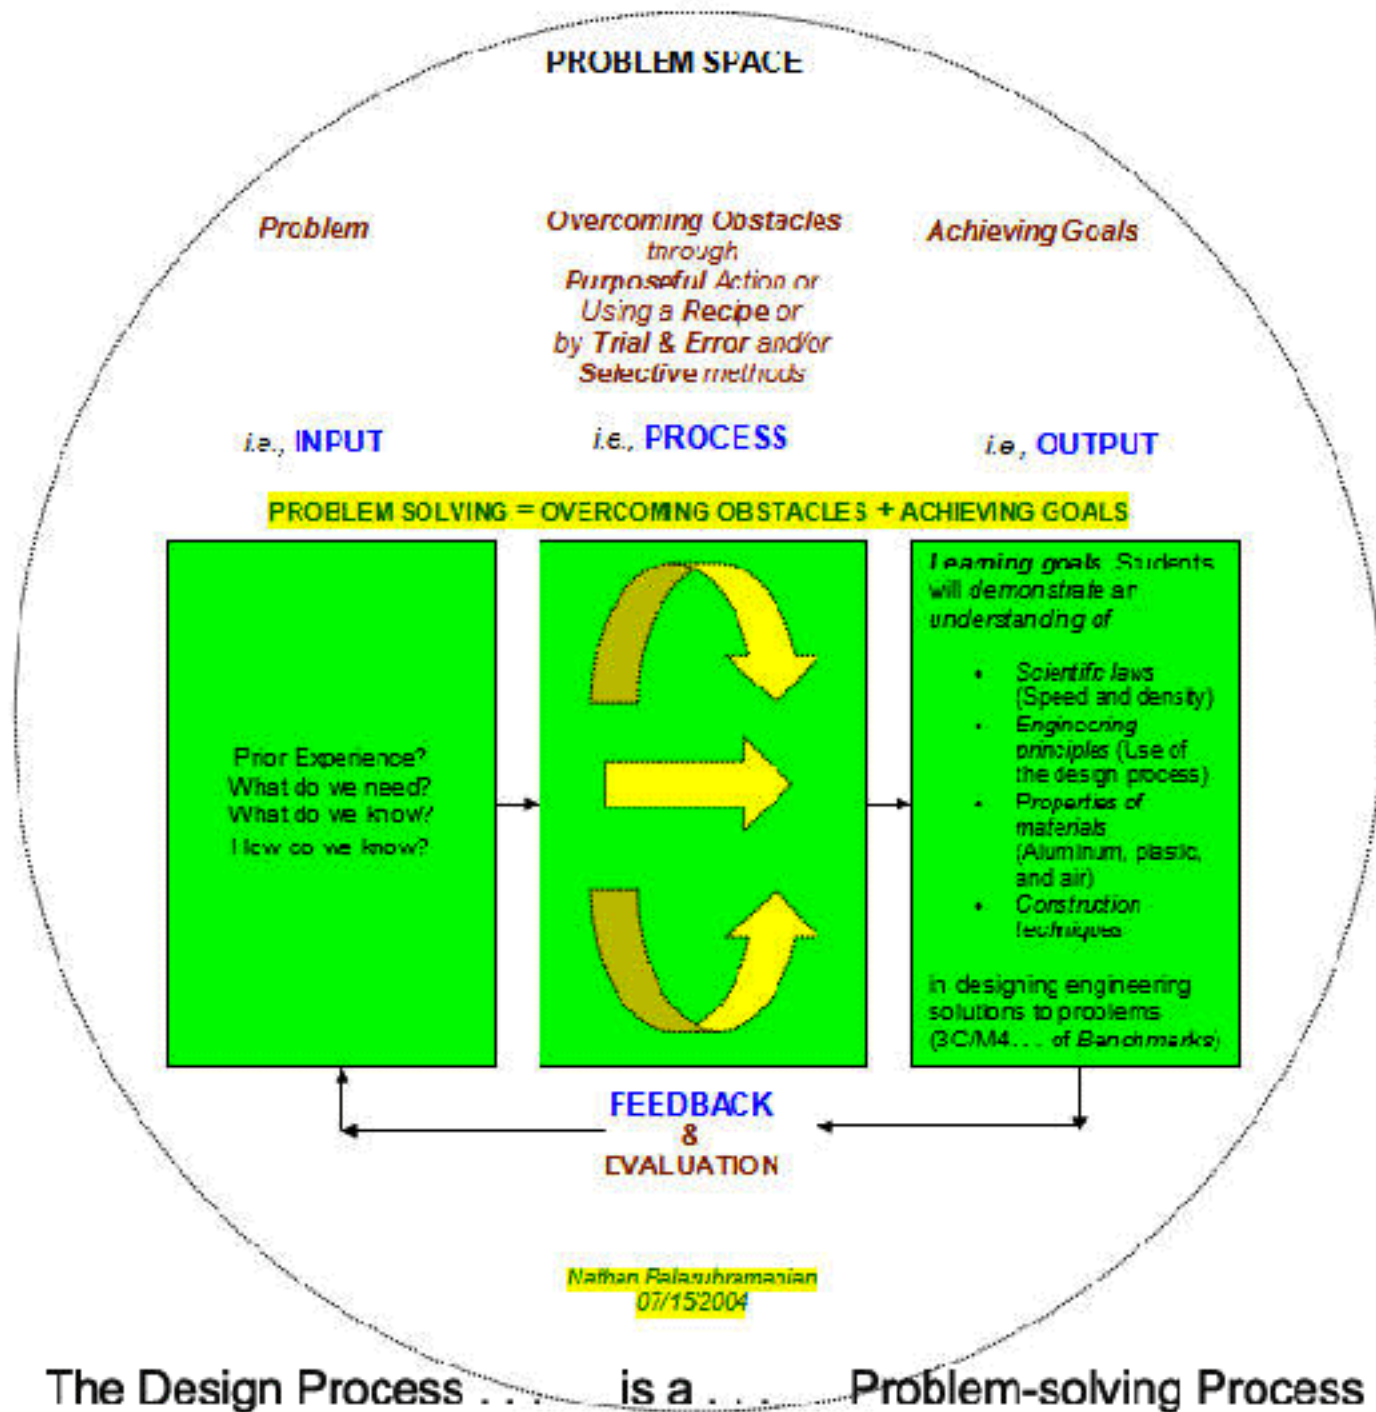 PROBLEM SPACE
Problem
Overcoming Obstacles
through
Purposeful Action or
Using a Recipe or
by Trial & Error and/or
Selective methods
Achieving Goals
i.e., INPUT
i.e., PROCESS
i.e., OUTPUT
PROBLEM SOLVING = OVERCOMING OBSTACLES + ACHIEVING GOALS
Prior Experience?
What do we need?
What do we know?
How do we know?
Learning goals. Students
will demonstrate an
understanding of
• Scientific laws
(Speed and density)
• Engineering
principles (Use of
the design process)
• Properties of
materials
(Aluminum, plastic,
and air)
• Construction
techniques
in designing engineering
solutions to problems
(3C/M4 . . . of Benchmarks)
FEEDBACK
&
EVALUATION
Nathan Balasubramanian
07/15/2004
The Design Process . . . is a . . . Problem-solving Process